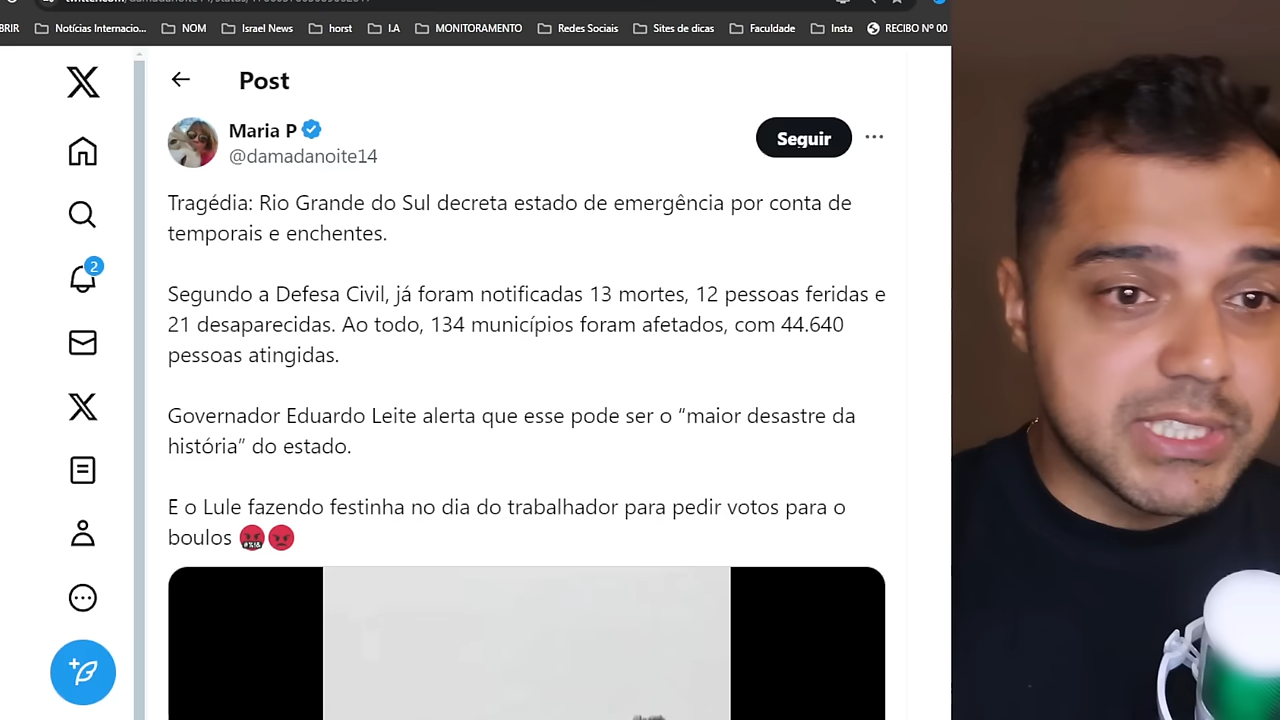 BRIR Notícias Internacio... NOM Israel News horst I.A MONITORAMENTO Redes Sociais Sites de dicas Faculdade Insta RECIBO Nº 00
Post
Maria P
@damadanoite14
Seguir
Tragédia: Rio Grande do Sul decreta estado de emergência por conta de
temporais e enchentes.
Segundo a Defesa Civil, já foram notificadas 13 mortes, 12 pessoas feridas e
21 desaparecidas. Ao todo, 134 municípios foram afetados, com 44.640
pessoas atingidas.
Governador Eduardo Leite alerta que esse pode ser o “maior desastre da
história” do estado.
E o Lule fazendo festinha no dia do trabalhador para pedir votos para o
boulos
2